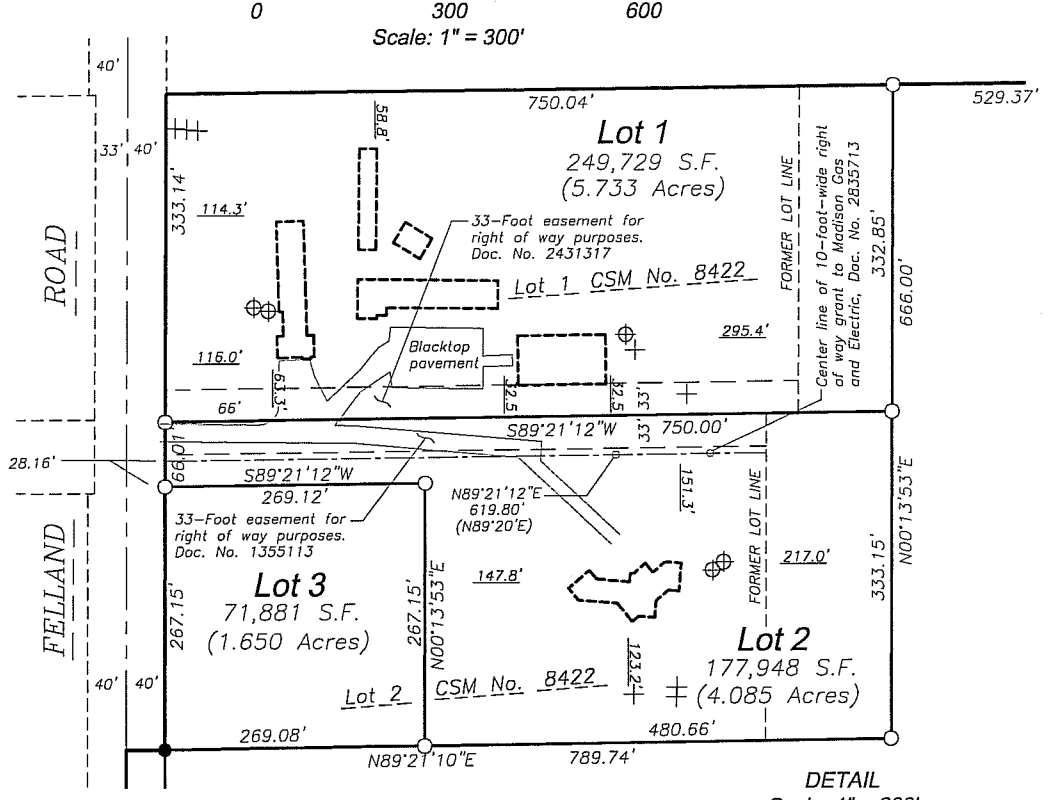 0 300 600
Scale: 1" = 300'
40'
750.04'
529.37'
33' 40'
58.8'
Lot 1
249,729 S.F.
(5.733 Acres)
333.14'
114.3'
33-Foot easement for
right of way purposes.
Doc. No. 2431317
FORMER LOT LINE
Center line of 10-foot-wide right
of way grant to Madison Gas
and Electric, Doc. No. 2835713
332.85'
666.00'
ROAD
Lot 1 CSM No. 8422
295.4'
Blacktop
pavement
116.0'
63.3'
32.5
32.5
33'
66'
S89°21'12"W
33'
750.00'
28.16'
66.01'
S89°21'12"W
269.12'
N89°21'12"E
619.80'
(N89°20'E)
151.3'
33-Foot easement for
right of way purposes.
Doc. No. 1355113
FELLAND
147.8'
FORMER LOT LINE
217.0'
N00°13'53"E
333.15'
Lot 3
71,881 S.F.
(1.650 Acres)
267.15'
267.15'
N00°13'53"E
Lot 2
177,948 S.F.
(4.085 Acres)
123.2'
Lot 2 CSM No. 8422
40' 40'
269.08'
480.66'
N89°21'10"E
789.74'
DETAIL